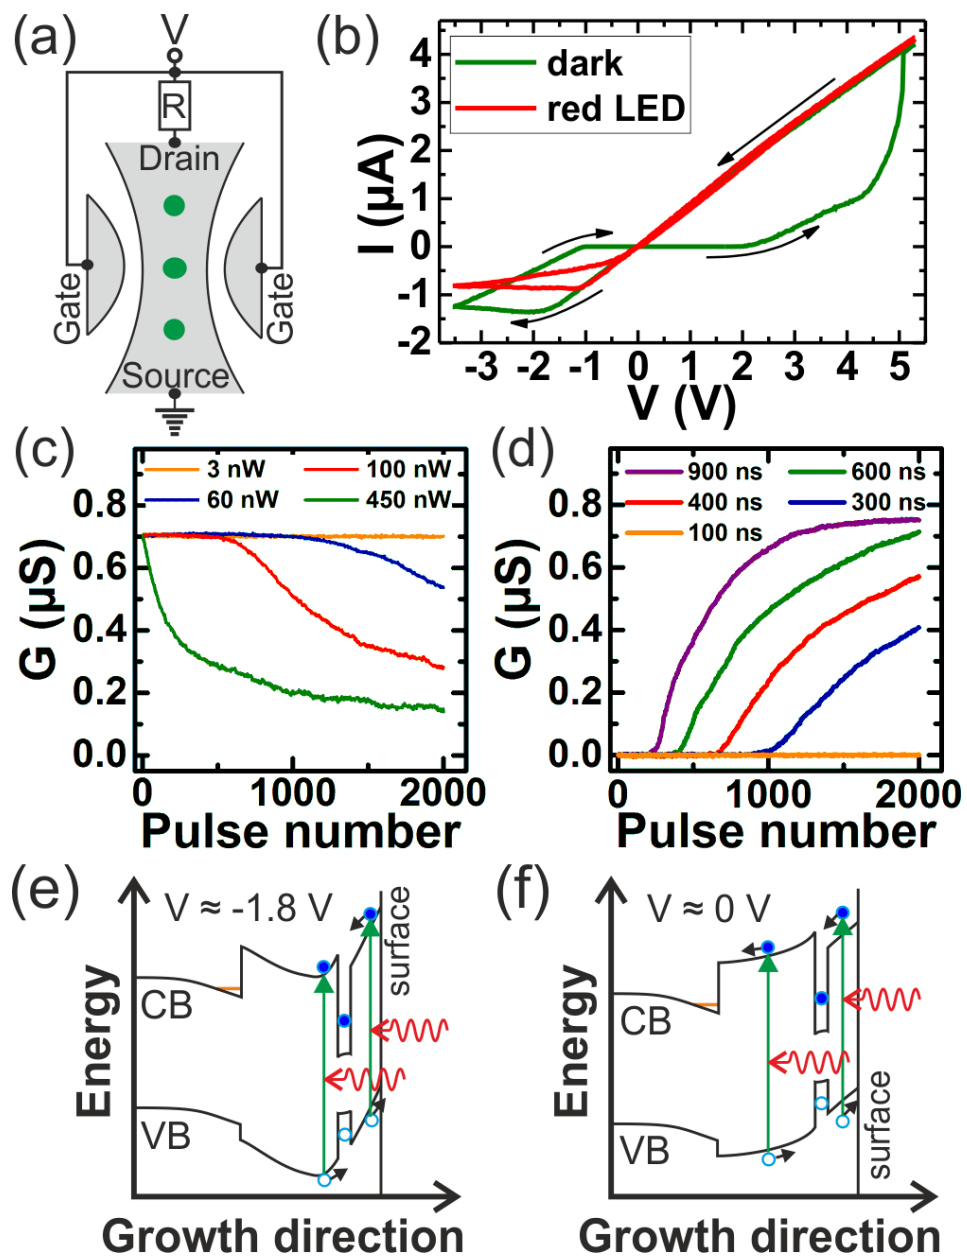 (a)
V
R
Drain
Gate
Gate
Source
(b)
dark
red LED
I (µA)
4
3
2
1
0
-1
-2
-3 -2 -1 0 1 2 3 4 5
V (V)
(c)
3 nW 100 nW
60 nW 450 nW
G (µS)
0.8
0.6
0.4
0.2
0.0
0 1000 2000
Pulse number
(d)
900 ns 600 ns
400 ns 300 ns
100 ns
G (µS)
0.8
0.6
0.4
0.2
0.0
0 1000 2000
Pulse number
(e)
V ≈ -1.8 V
surface
CB
VB
Energy
Growth direction
(f)
V ≈ 0 V
CB
VB
surface
Energy
Growth direction